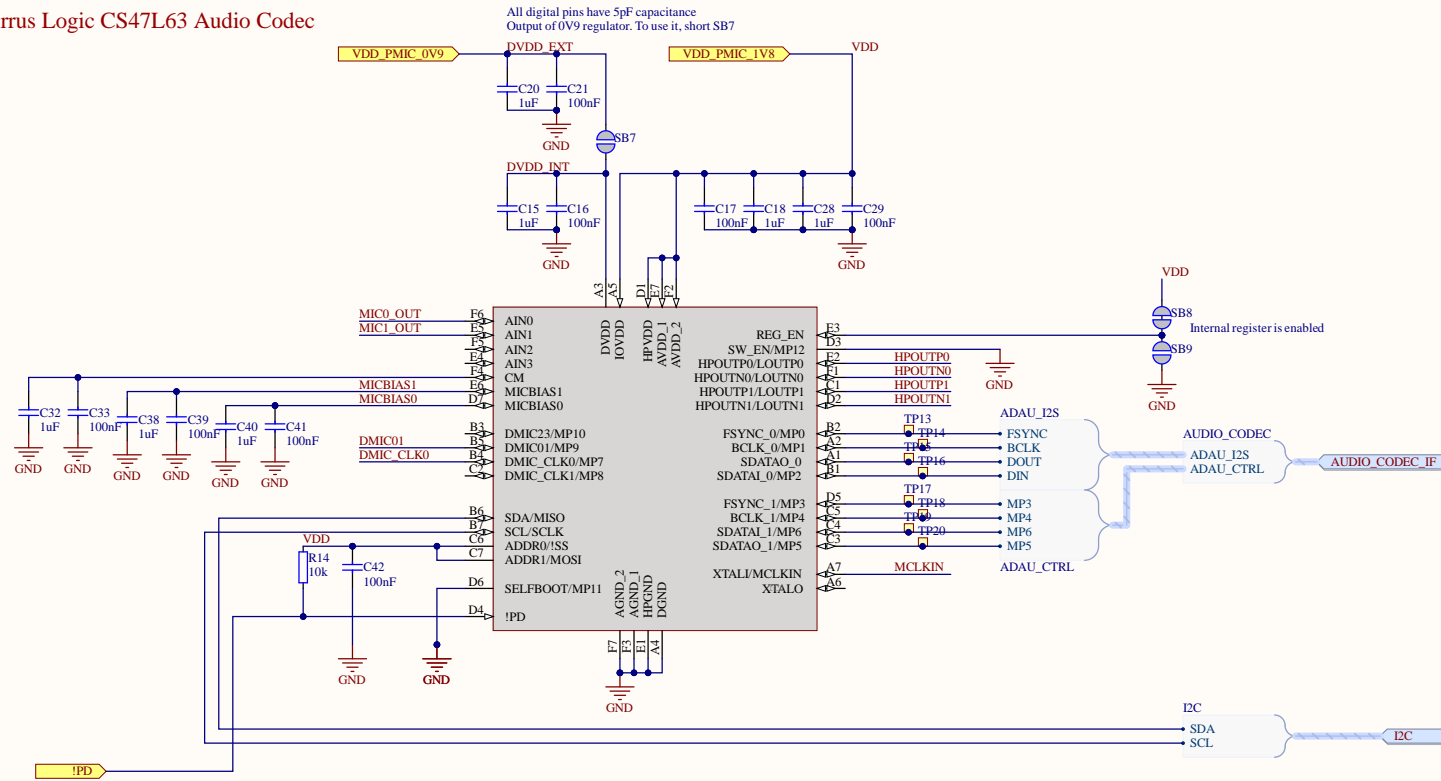 rrus Logic CS47L63 Audio Codec
All digital pins have 5pF capacitance
Output of 0V9 regulator. To use it, short SB7
VDD_PMIC_0V9
DVDD_EXT
VDD_PMIC_1V8
VDD
C20
1uF
C21
100nF
GND
SB7
DVDD_INT
C15
1uF
C16
100nF
GND
C17
100nF
C18
1uF
C28
1uF
C29
100nF
GND
A3
A5
D1
E7
F2
DVDD
IOVDD
HPVDD
AVDD_1
AVDD_2
VDD
SB8
Internal register is enabled
SB9
GND
MIC0_OUT
F6
AIN0
MIC1_OUT
E5
AIN1
F5
AIN2
E4
AIN3
F4
CM
MICBIAS1
E6
MICBIAS1
MICBIAS0
D7
MICBIAS0
C32
1uF
GND
C33
100nF
GND
C38
1uF
GND
C39
100nF
GND
C40
1uF
GND
C41
100nF
GND
B3
DMIC23/MP10
DMIC01
B5
DMIC01/MP9
DMIC_CLK0
B4
DMIC_CLK0/MP7
C2
DMIC_CLK1/MP8
B6
SDA/MISO
B7
SCL/SCLK
C6
ADDR0/!SS
C7
ADDR1/MOSI
D6
SELFBOOT/MP11
D4
!PD
VDD
R14
10k
C42
100nF
GND
GND
REG_EN
E3
SW_EN/MP12
D3
GND
HPOUTP0/LOUTP0
E2
HPOUTP0
HPOUTN0/LOUTN0
F1
HPOUTN0
HPOUTP1/LOUTP1
C1
HPOUTP1
HPOUTN1/LOUTN1
D2
HPOUTN1
FSYNC_0/MP0
B2
TP13
BCLK_0/MP1
A2
TP14
SDATAO_0
A1
SDATAI_0/MP2
B1
TP16
FSYNC_1/MP3
D5
TP17
BCLK_1/MP4
C5
TP18
SDATAI_1/MP6
C4
SDATAO_1/MP5
C3
TP20
XTALI/MCLKIN
A7
MCLKIN
XTALO
A6
ADAU_I2S
FSYNC
BCLK
DOUT
DIN
MP3
MP4
MP6
MP5
ADAU_CTRL
AUDIO_CODEC
ADAU_I2S
ADAU_CTRL
AUDIO_CODEC_IF
AGND_2
AGND_1
HPGND
DGND
F7
F3
E1
A4
GND
I2C
SDA
SCL
I2C
!PD